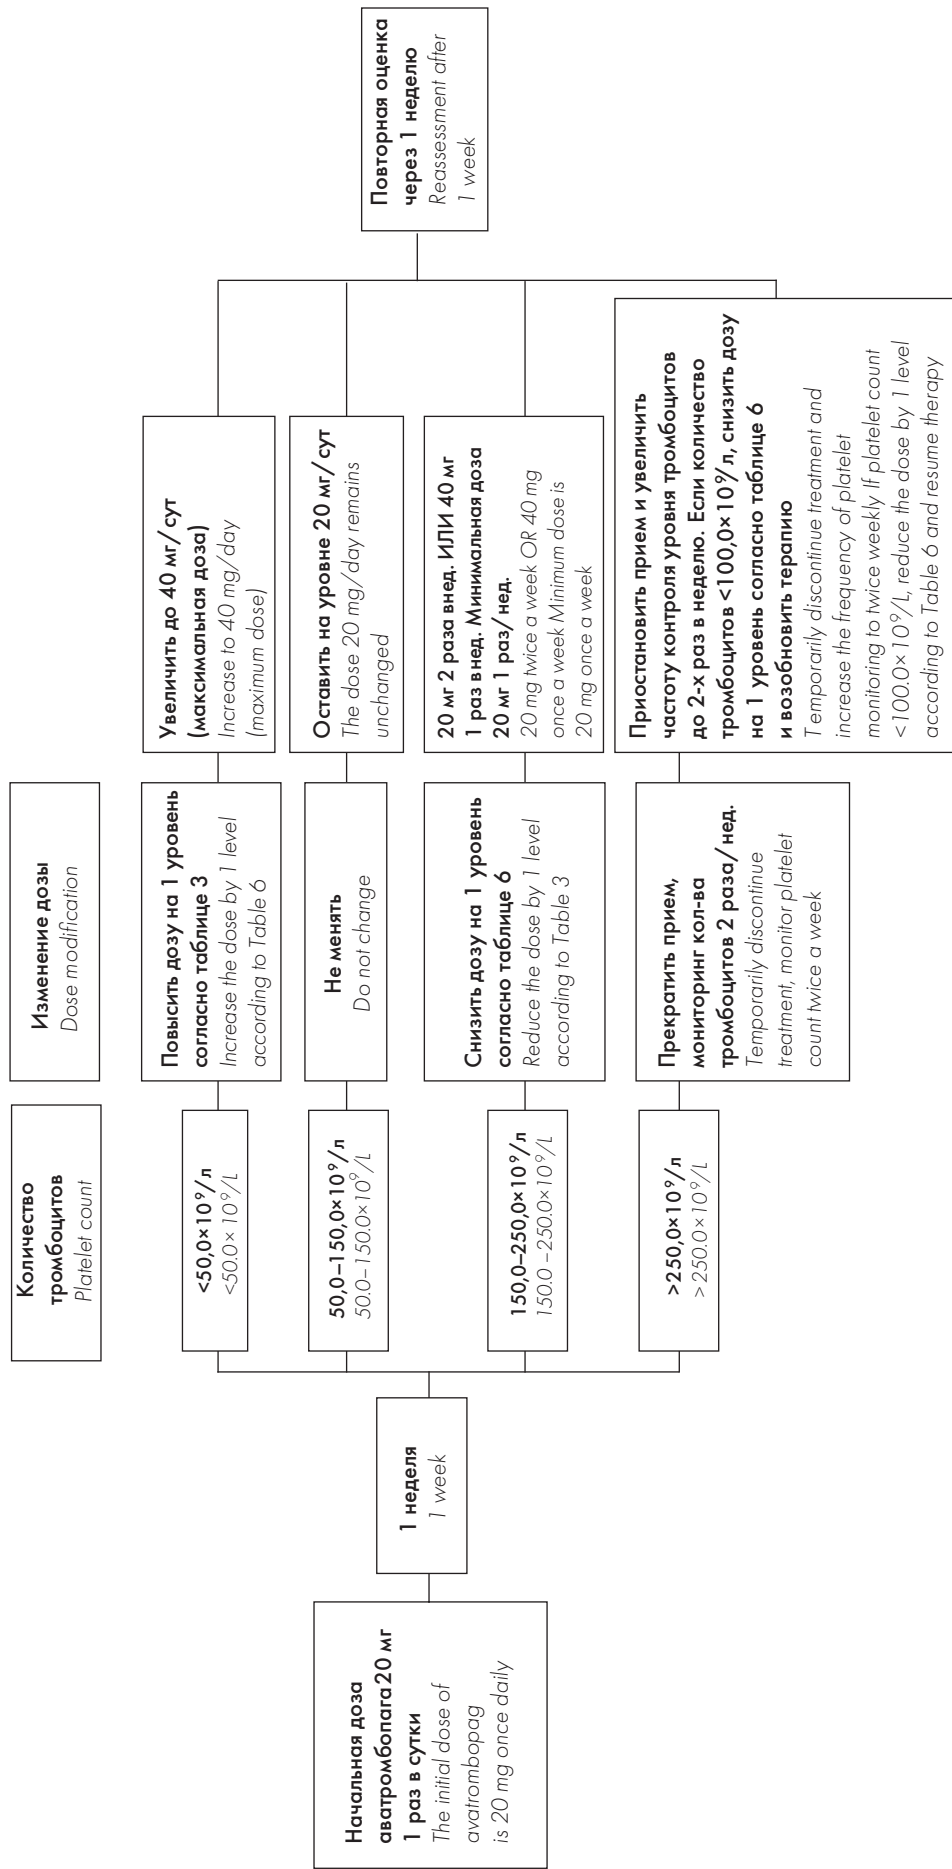 Начальная доза
аватромбопага 20 мг
1 раз в сутки
The initial dose of
avatrombopag
is 20 mg once daily
1 неделя
1 week
Количество
тромбоцитов
Platelet count
<50,0×10⁹/л
<50.0×10⁹/L
50,0–150,0×10⁹/л
50.0–150.0×10⁹/L
150,0–250,0×10⁹/л
150.0–250.0×10⁹/L
>250,0×10⁹/л
>250.0×10⁹/L
Изменение дозы
Dose modification
Повысить дозу на 1 уровень
согласно таблице 3
Increase the dose by 1 level
according to Table 6
Не менять
Do not change
Снизить дозу на 1 уровень
согласно таблице 6
Reduce the dose by 1 level
according to Table 3
Прекратить прием,
мониторинг кол-ва
тромбоцитов 2 раза/нед.
Temporarily discontinue
treatment, monitor platelet
count twice a week
Увеличить до 40 мг/сут
(максимальная доза)
Increase to 40 mg/day
(maximum dose)
Оставить на уровне 20 мг/сут
The dose 20 mg/day remains
unchanged
20 мг 2 раза внед. ИЛИ 40 мг
1 раз в нед. Минимальная доза
20 мг 1 раз/нед.
20 mg twice a week OR 40 mg
once a week Minimum dose is
20 mg once a week
Приостановить прием и увеличить
частоту контроля уровня тромбоцитов
до 2-х раз в неделю. Если количество
тромбоцитов <100,0×10⁹/л, снизить дозу
на 1 уровень согласно таблице 6
и возобновить терапию
Temporarily discontinue treatment and
increase the frequency of platelet
monitoring to twice weekly If platelet count
<100.0×10⁹/L, reduce the dose by 1 level
according to Table 6 and resume therapy
Повторная оценка
через 1 неделю
Reassessment after
1 week